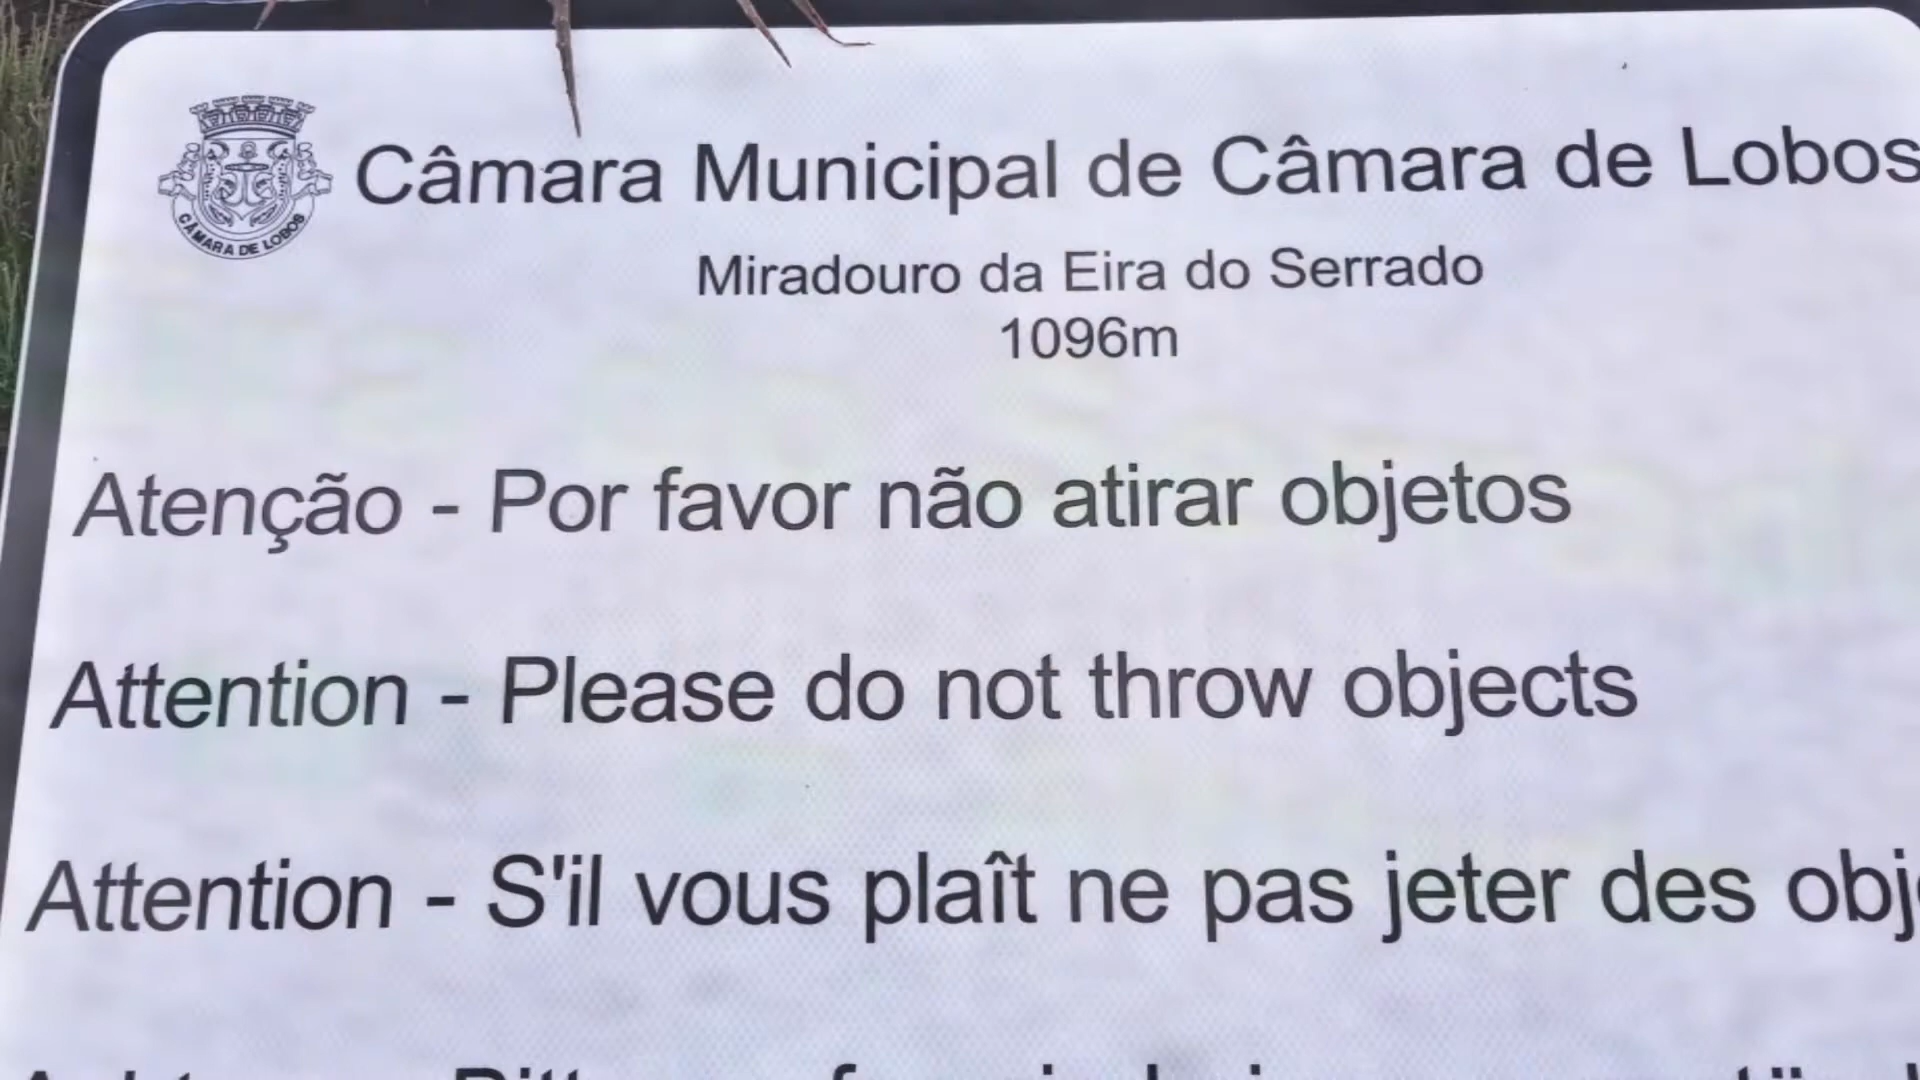 CÂMARA DE LOBOS
Câmara Municipal de Câmara de Lobos
Miradouro da Eira do Serrado
1096m
Atenção - Por favor não atirar objetos
Attention - Please do not throw objects
Attention - S'il vous plaît ne pas jeter des